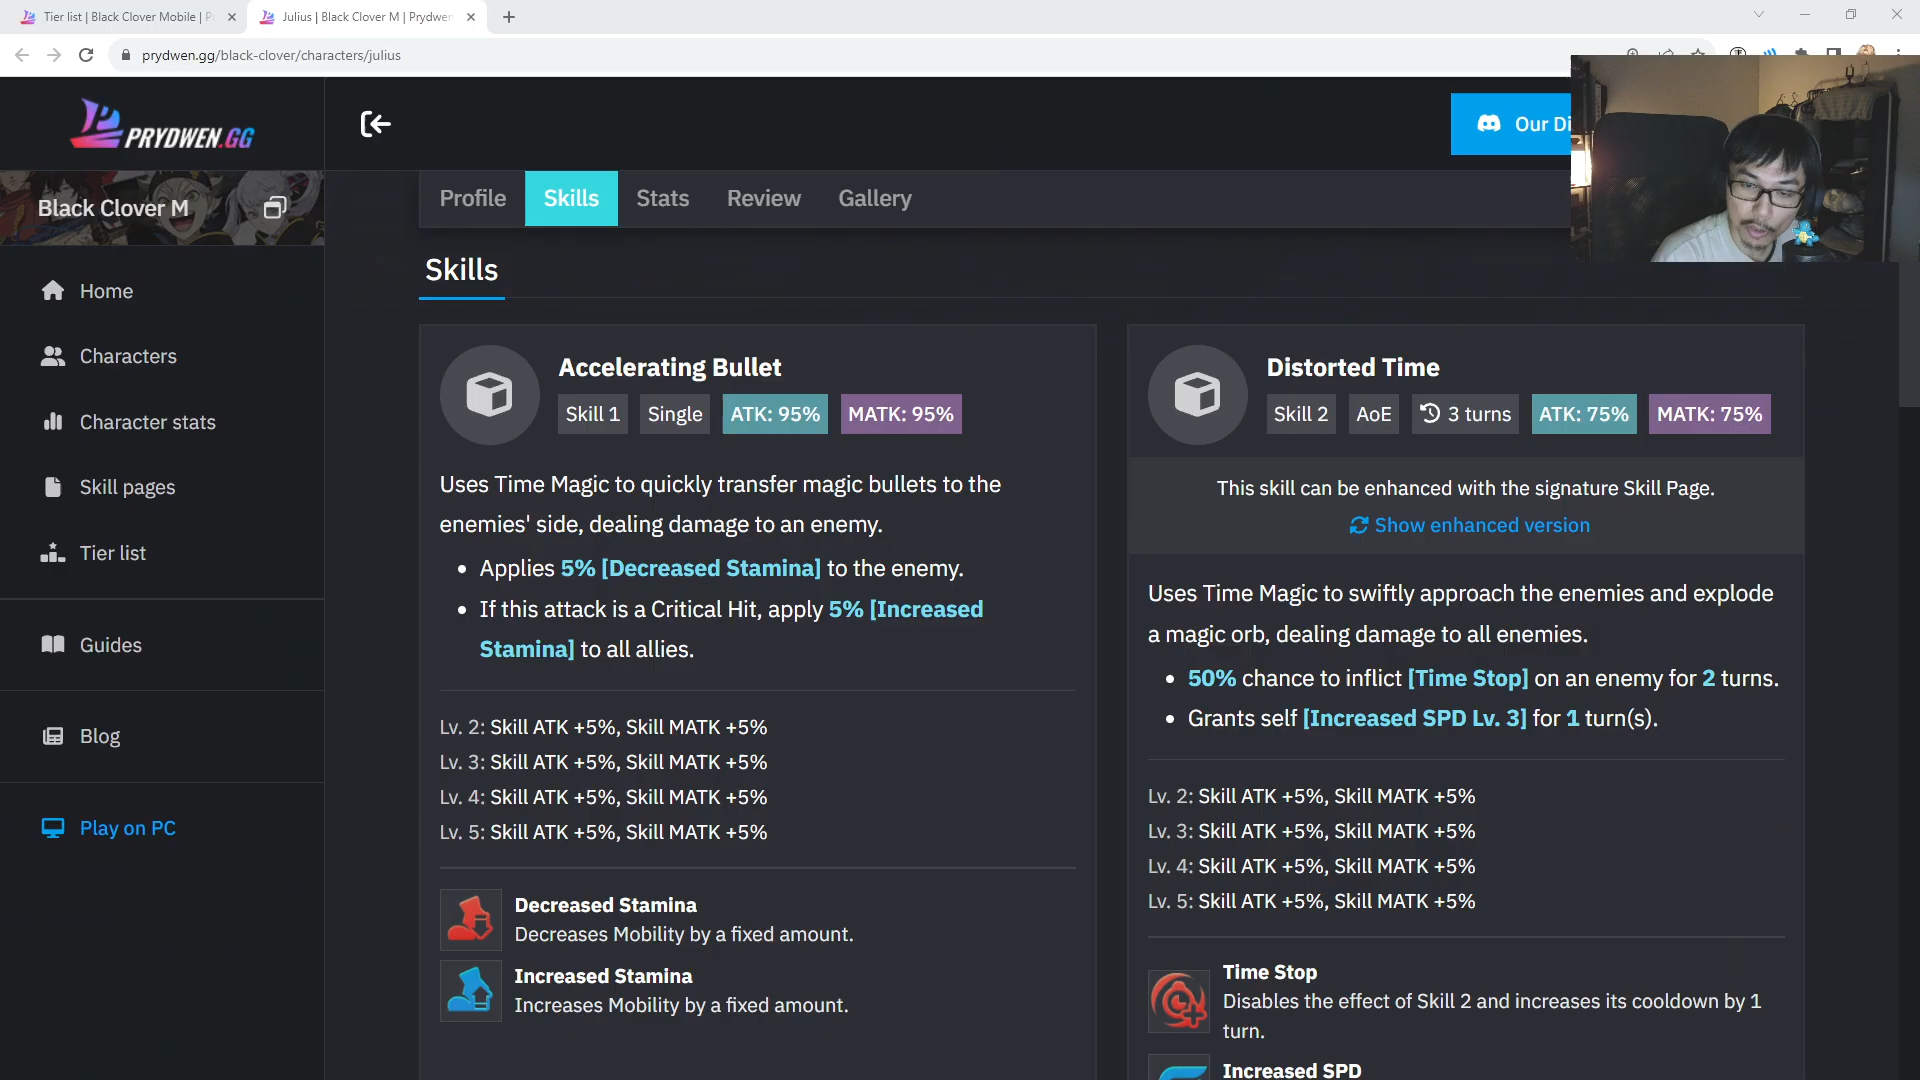 Tier list | Black Clover Mobile | P
Julius | Black Clover M | Prydwen
prydwen.gg/black-clover/characters/julius
PRYDWEN.GG
Our Di
Black Clover M
Profile
Skills
Stats
Review
Gallery
Home
Characters
Character stats
Skill pages
Tier list
Guides
Blog
Play on PC
Skills
Accelerating Bullet
Skill 1
Single
ATK: 95%
MATK: 95%
Uses Time Magic to quickly transfer magic bullets to the
enemies' side, dealing damage to an enemy.
Applies 5% [Decreased Stamina] to the enemy.
If this attack is a Critical Hit, apply 5% [Increased
Stamina] to all allies.
Lv. 2: Skill ATK +5%, Skill MATK +5%
Lv. 3: Skill ATK +5%, Skill MATK +5%
Lv. 4: Skill ATK +5%, Skill MATK +5%
Lv. 5: Skill ATK +5%, Skill MATK +5%
Decreased Stamina
Decreases Mobility by a fixed amount.
Increased Stamina
Increases Mobility by a fixed amount.
Distorted Time
Skill 2
AoE
3 turns
ATK: 75%
MATK: 75%
This skill can be enhanced with the signature Skill Page.
Show enhanced version
Uses Time Magic to swiftly approach the enemies and explode
a magic orb, dealing damage to all enemies.
50% chance to inflict [Time Stop] on an enemy for 2 turns.
Grants self [Increased SPD Lv. 3] for 1 turn(s).
Lv. 2: Skill ATK +5%, Skill MATK +5%
Lv. 3: Skill ATK +5%, Skill MATK +5%
Lv. 4: Skill ATK +5%, Skill MATK +5%
Lv. 5: Skill ATK +5%, Skill MATK +5%
Time Stop
Disables the effect of Skill 2 and increases its cooldown by 1
turn.
Increased SPD